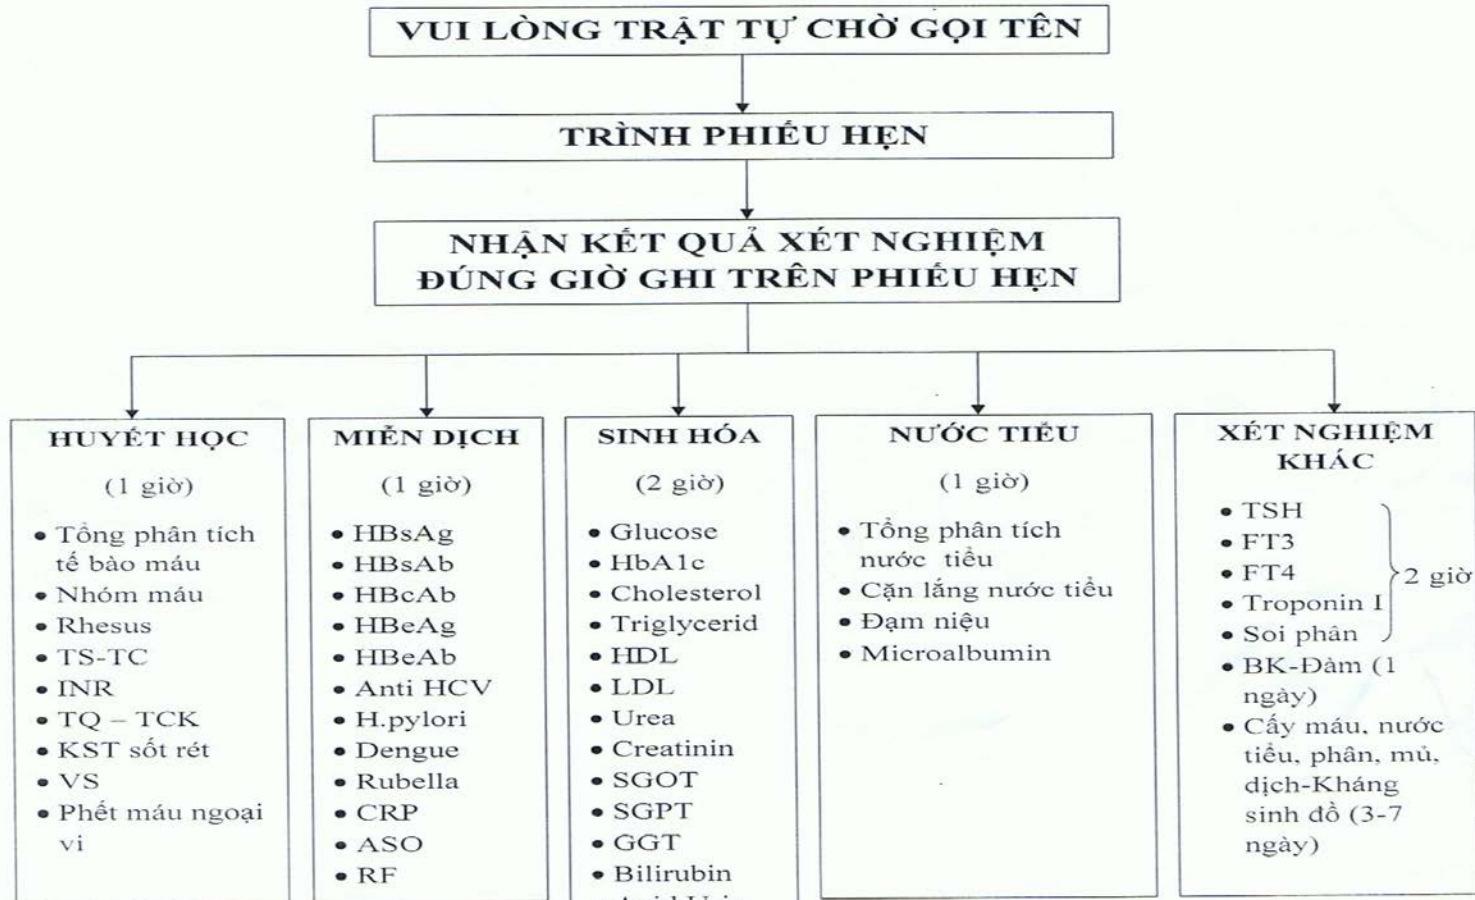 VUI LÒNG TRẬT TỰ CHỜ GỌI TÊN
TRÌNH PHIẾU HẸN
NHẬN KẾT QUẢ XÉT NGHIỆM
ĐÚNG GIỜ GHI TRÊN PHIẾU HẸN
HUYẾT HỌC
(1 giờ)
• Tổng phân tích
tế bào máu
• Nhóm máu
• Rhesus
• TS-TC
• INR
• TQ – TCK
• KST sốt rét
• VS
• Phết máu ngoại
vi
MIỄN DỊCH
(1 giờ)
• HBsAg
• HBsAb
• HBcAb
• HBeAg
• HBeAb
• Anti HCV
• H.pylori
• Dengue
• Rubella
• CRP
• ASO
• RF
SINH HÓA
(2 giờ)
• Glucose
• HbA1c
• Cholesterol
• Triglycerid
• HDL
• LDL
• Urea
• Creatinin
• SGOT
• SGPT
• GGT
• Bilirubin
NƯỚC TIỂU
(1 giờ)
• Tổng phân tích
nước tiểu
• Cặn lắng nước tiểu
• Đạm niệu
• Microalbumin
XÉT NGHIỆM
KHÁC
• TSH
• FT3
• FT4
• Troponin I
• Soi phân
2 giờ
• BK-Đàm (1
ngày)
• Cấy máu, nước
tiểu, phân, mủ,
dịch-Kháng
sinh đồ (3-7
ngày)